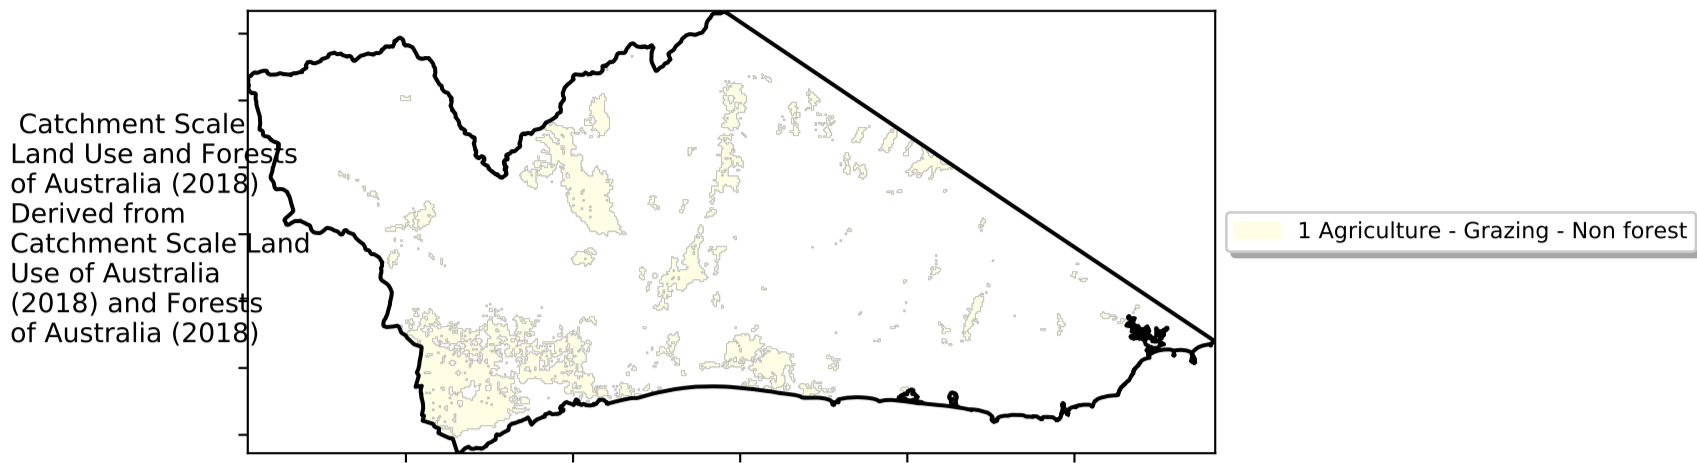 Catchment Scale
Land Use and Forests
of Australia (2018)
Derived from
Catchment Scale Land
Use of Australia
(2018) and Forests
of Australia (2018)
1 Agriculture - Grazing - Non forest